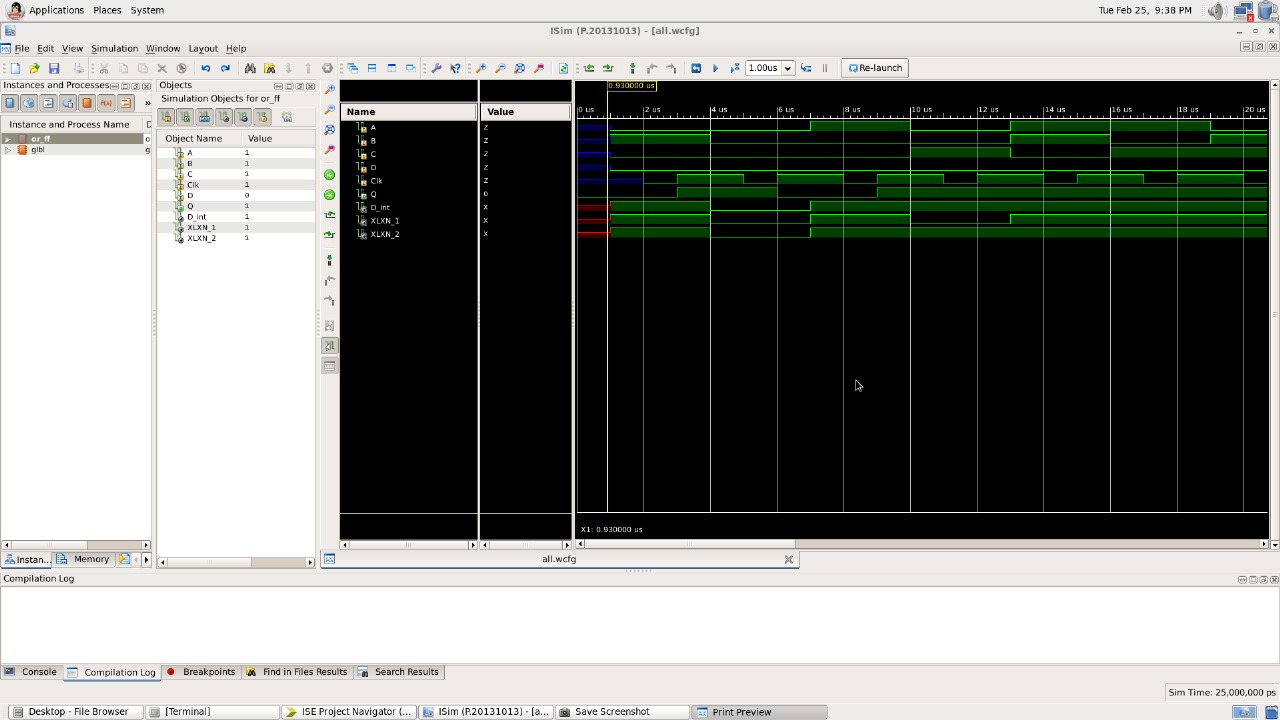 Applications Places System
Tue Feb 25, 9:38 PM
ISim (P.20131013) - [all.wcfg]
File Edit View Simulation Window Layout Help
1.00us
Re-launch
Instances and Processes
Instance and Process Name
or_ff
glbl
Instan...
Memory
Objects
Simulation Objects for or_ff
Object Name Value
A 1
B 1
C 1
Clk 1
D 0
Q 1
D_int 1
XLXN_1 1
XLXN_2 1
Name Value
A Z
B Z
C Z
D Z
Clk Z
Q 0
D_int X
XLXN_1 X
XLXN_2 X
0.930000 us
0 us 2 us 4 us 6 us 8 us 10 us 12 us 14 us 16 us 18 us 20 us
X1: 0.930000 us
all.wcfg
Compilation Log
Console Compilation Log Breakpoints Find in Files Results Search Results
Sim Time: 25,000,000 ps
Desktop - File Browser [Terminal] ISE Project Navigator (... ISim (P.20131013) - [a... Save Screenshot Print Preview